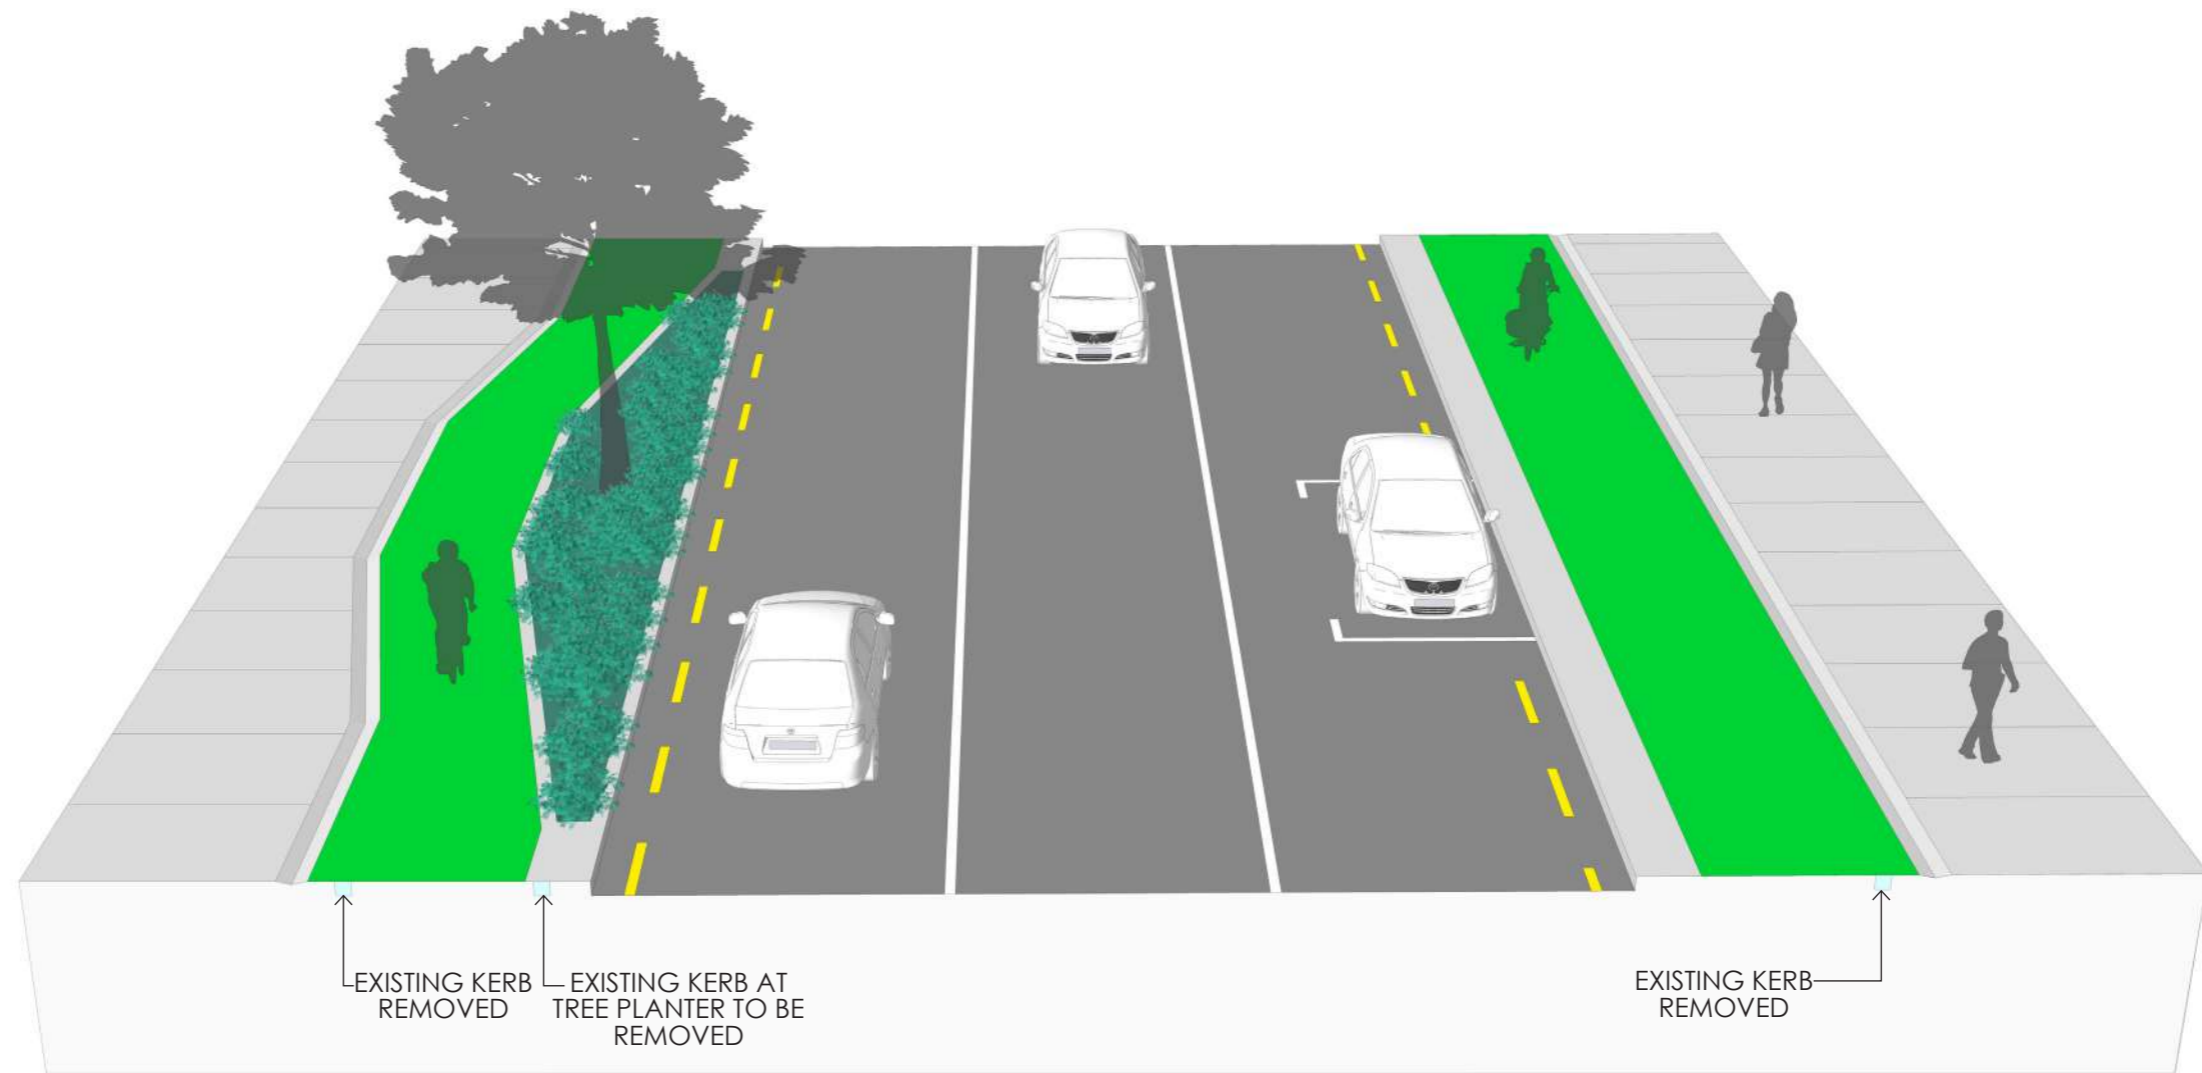 EXISTING KERB
REMOVED
EXISTING KERB AT
TREE PLANTER TO BE
REMOVED
EXISTING KERB
REMOVED